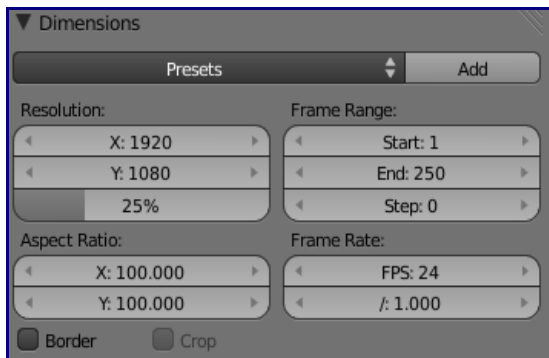 Dimensions
Presets
Add
Resolution:
X: 1920
Y: 1080
25%
Frame Range:
Start: 1
End: 250
Step: 0
Aspect Ratio:
X: 100.000
Y: 100.000
Frame Rate:
FPS: 24
/: 1.000
Border
Crop